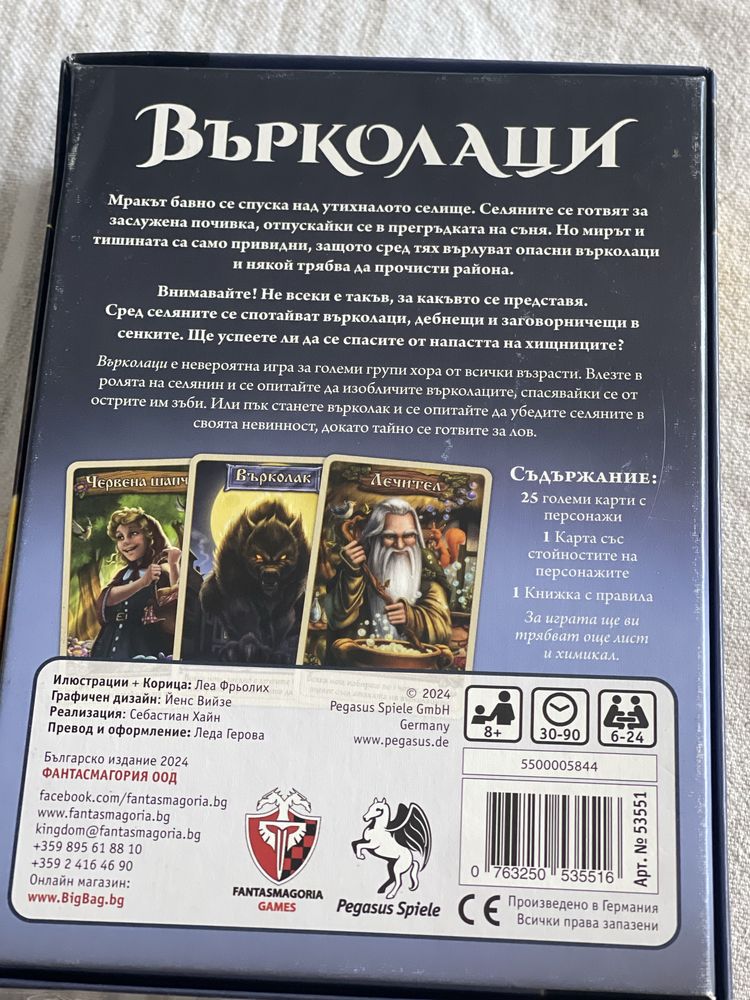 Върколаци
Мракът бавно се спуска над утихналото селище. Селяните се готвят за
заслужена почивка, отпускайки се в прегръдката на съня. Но мирът и
тишината са само привидни, защото сред тях върлуват опасни върколаци
и някой трябва да прочисти района.
Внимавайте! Не всеки е такъв, за какъвто се представя.
Сред селяните се спотайват върколаци, дебнещи и заговорничещи в
сенките. Ще успеете ли да се спасите от напастта на хищниците?
Върколаци е невероятна игра за големи групи хора от всички възрасти. Влезте в
ролята на селянин и се опитайте да изобличите върколаците, спасявайки се от
острите им зъби. Или пък станете върколак и се опитайте да убедите селяните в
своята невинност, докато тайно се готвите за лов.
Червена шапч
Върколак
Лечител
Съдържание:
25 големи карти с
персонажи
1 Карта със
стойностите на
персонажите
1 Книжка с правила
За играта ще ви
трябват още лист
и химикал.
Илюстрации + Корица: Леа Фрьолих
Графичен дизайн: Йенс Вийзе
Реализация: Себастиан Хайн
Превод и оформление: Леда Герова
Българско издание 2024
ФАНТАСМАГОРИЯ ООД
facebook.com/fantasmagoria.bg
www.fantasmagoria.bg
kingdom@fantasmagoria.bg
+359 895 61 88 10
+359 2 416 46 90
Онлайн магазин:
www.BigBag.bg
© 2024
Pegasus Spiele GmbH
Germany
www.pegasus.de
FANTASMAGORIA
GAMES
Pegasus Spiele
8+
30-90
6-24
5500005844
0 763250 535516
Арт. № 53551
CE
Произведено в Германия
Всички права запазени